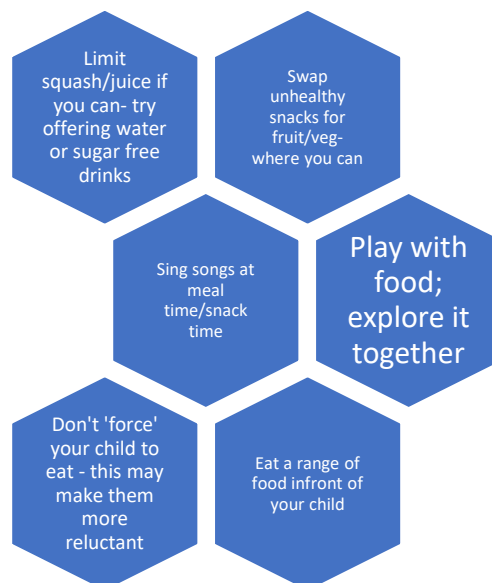 Limit
squash/juice if
you can- try
offering water
or sugar free
drinks
Swap
unhealthy
snacks for
fruit/veg-
where you can
Sing songs at
meal
time/snack
time
Play with
food;
explore it
together
Don't 'force'
your child to
eat - this may
make them
more
reluctant
Eat a range of
food infront of
your child